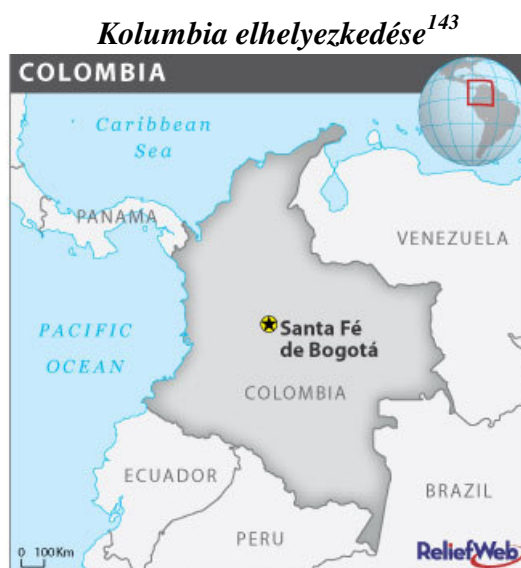 Kolumbia elhelyezkedése143
COLOMBIA
Caribbean
Sea
PANAMA
VENEZUELA
PACIFIC
OCEAN
Santa Fé
de Bogotá
COLOMBIA
ECUADOR
BRAZIL
PERU
0 100Km
ReliefWeb